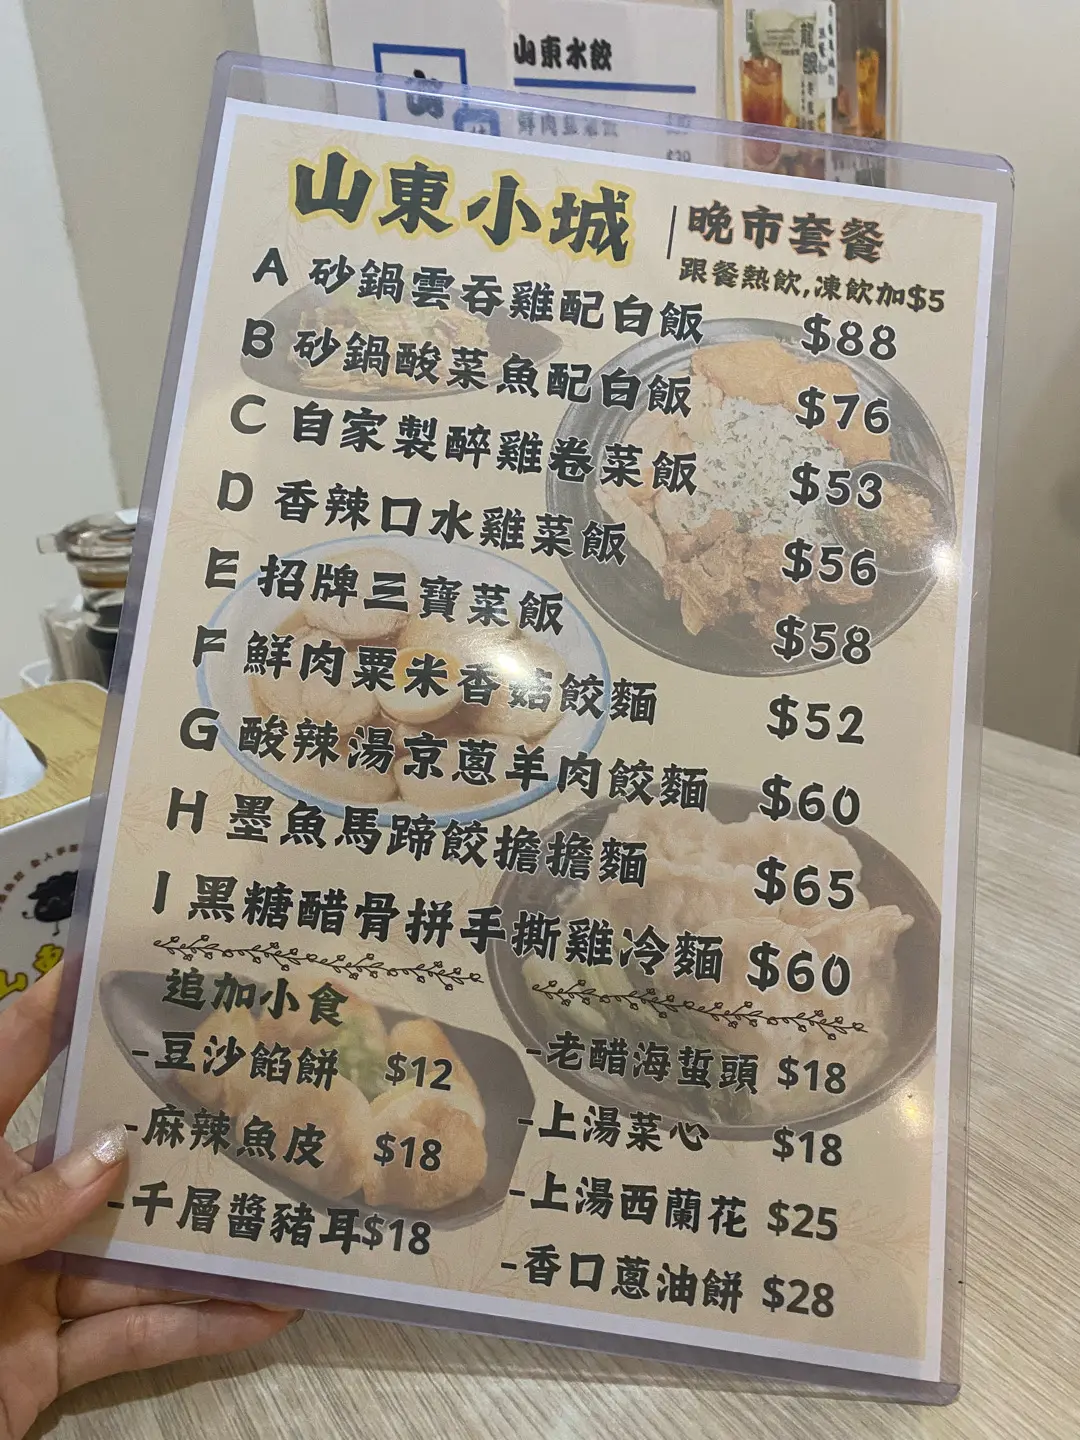 山東水餃
山東小城
晚市套餐
跟餐熱飲,凍飲加$5
A 砂鍋雲吞雞配白飯 $88
B 砂鍋酸菜魚配白飯 $76
C 自家製醉雞卷菜飯 $53
D 香辣口水雞菜飯 $56
E 招牌三寶菜飯 $58
F 鮮肉粟米香菇餃麵 $52
G 酸辣湯京蔥羊肉餃麵 $60
H 墨魚馬蹄餃擔擔麵 $65
I 黑糖醋骨拼手撕雞冷麵 $60
追加小食
-豆沙餡餅 $12
-麻辣魚皮 $18
-千層醬豬耳$18
-老醋海蜇頭 $18
-上湯菜心 $18
-上湯西蘭花 $25
-香口蔥油餅 $28